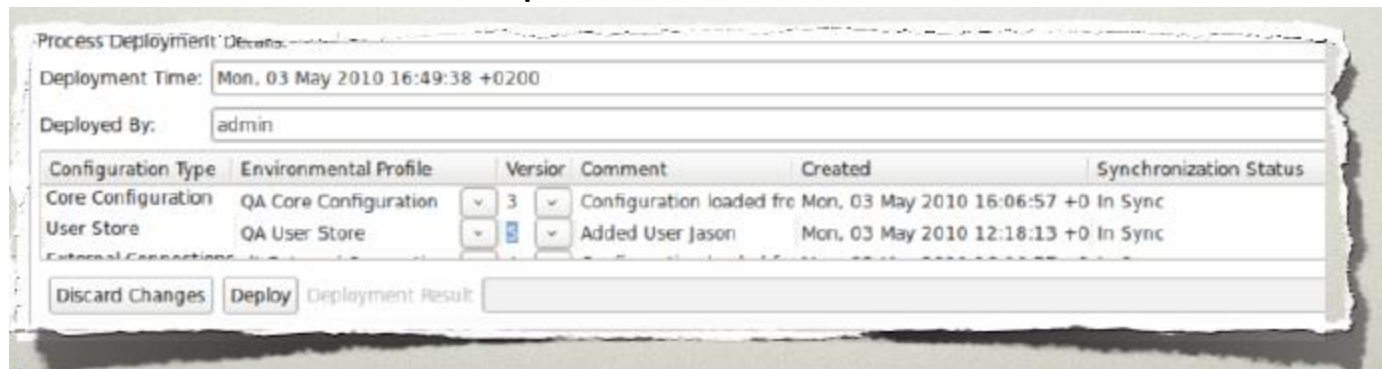 Process Deployment Details
Deployment Time: Mon, 03 May 2010 16:49:38 +0200
Deployed By: admin
Configuration Type Environmental Profile Versior Comment Created Synchronization Status
Core Configuration QA Core Configuration 3 Configuration loaded fro Mon, 03 May 2010 16:06:57 +0 In Sync
User Store QA User Store 5 Added User Jason Mon, 03 May 2010 12:18:13 +0 In Sync
External Connections
Discard Changes Deploy Deployment Result